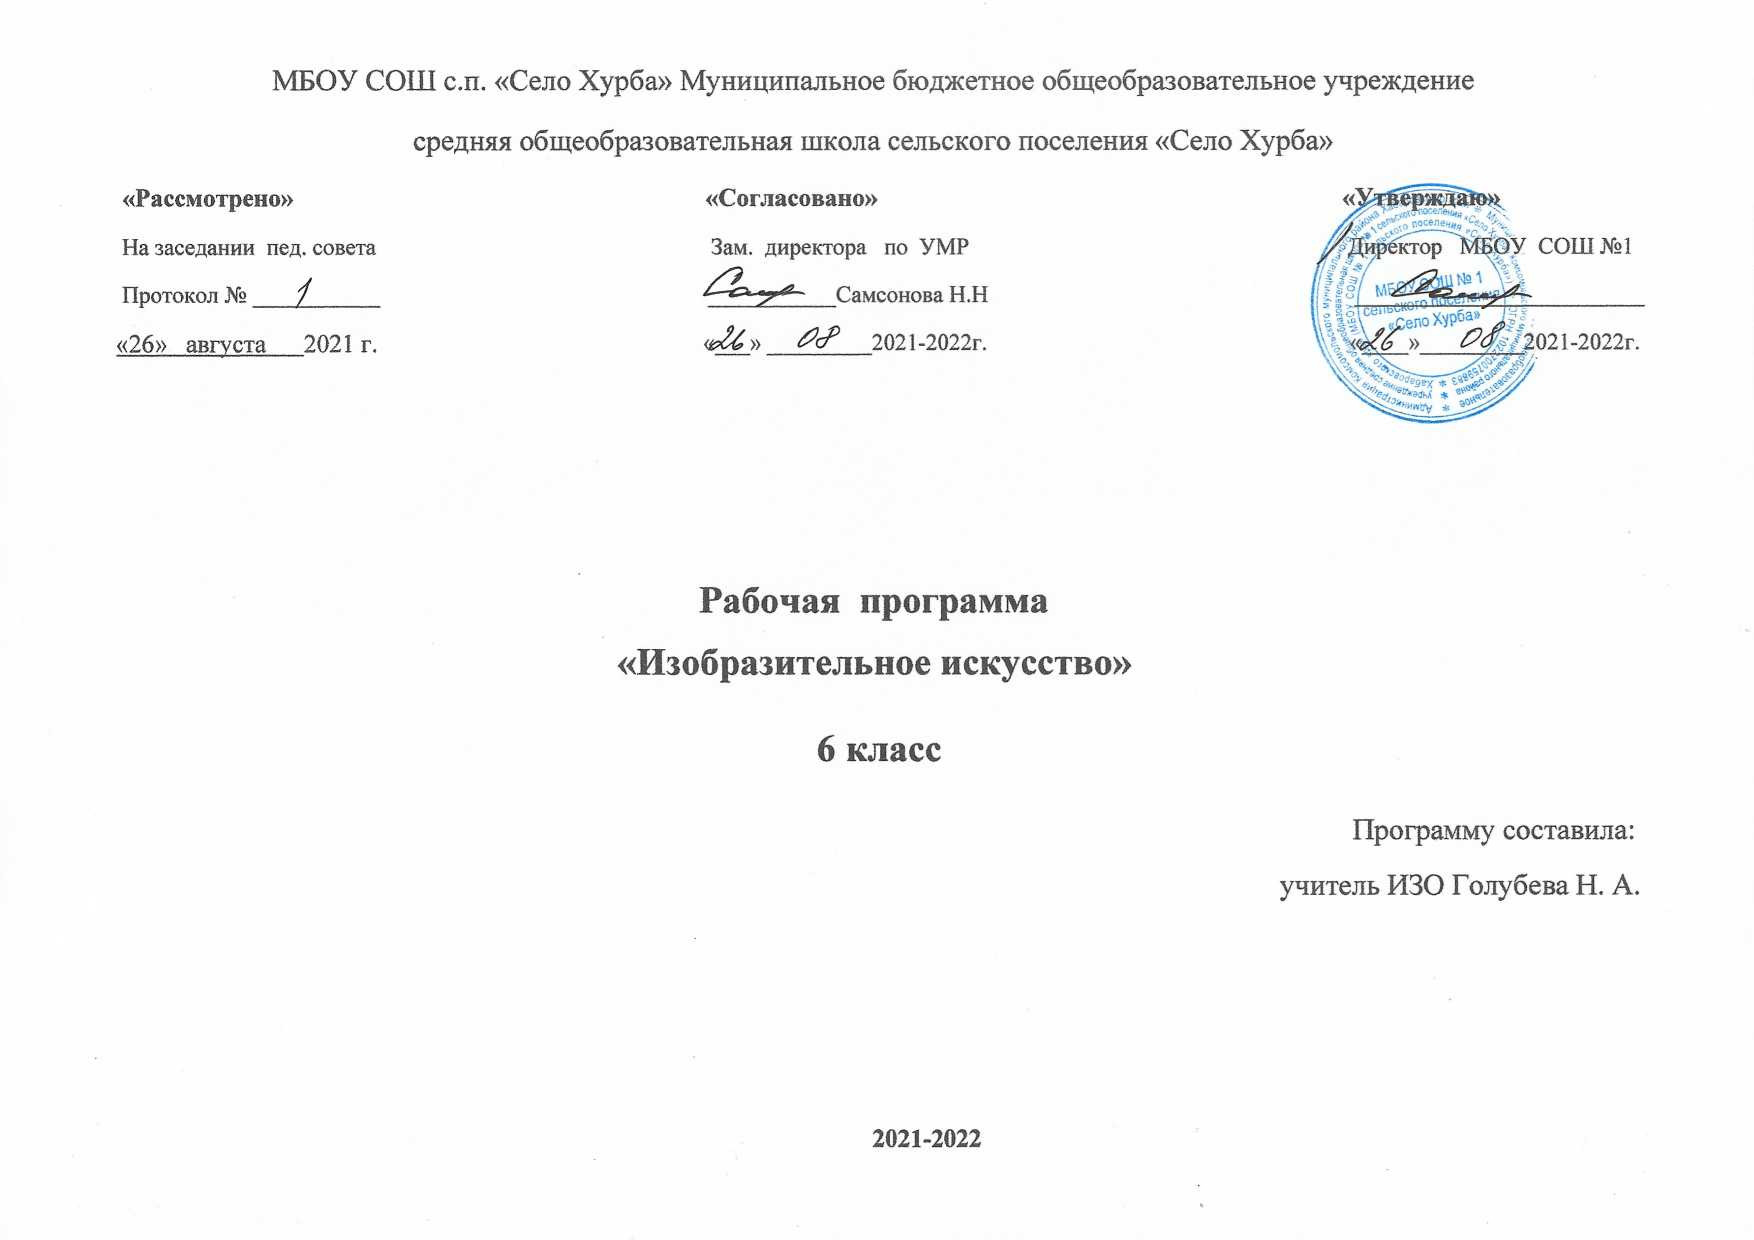 МБОУ СОШ с.п. «Село Хурба» Муниципальное бюджетное общеобразовательное учреждение
средняя общеобразовательная школа сельского поселения «Село Хурба»
«Рассмотрено» «Согласовано» «Утверждаю»
На заседании пед. совета Зам. директора по УМР Директор МБОУ СОШ №1
Протокол № 1 Самсонова Н.Н
«26» августа 2021 г. «26» 08 2021-2022г. «26» 08 2021-2022г.
МБОУ СОШ № 1
сельского поселения
«Село Хурба»
Рабочая программа
«Изобразительное искусство»
6 класс
Программу составила:
учитель ИЗО Голубева Н. А.
2021-2022